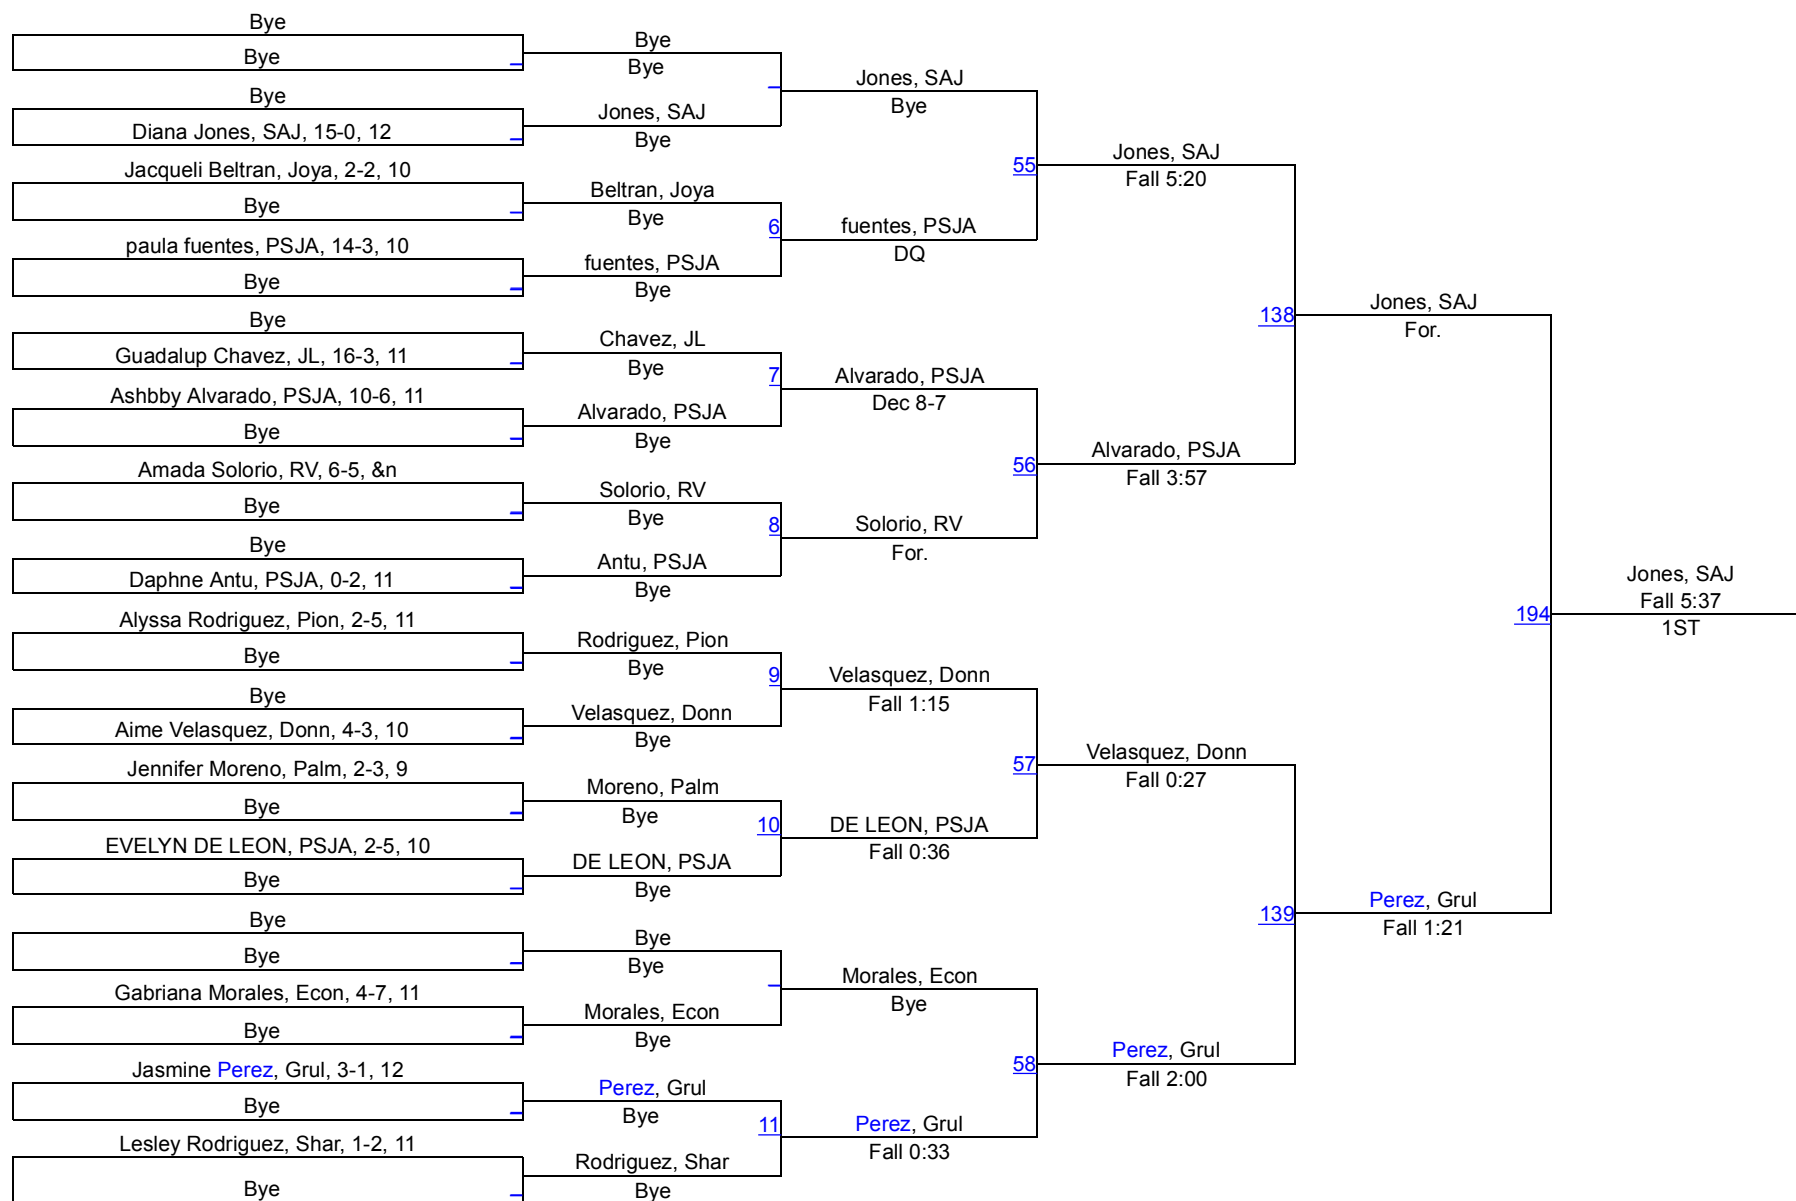 Bye
Bye
Bye
Diana Jones, SAJ, 15-0, 12
Jacqueli Beltran, Joya, 2-2, 10
Bye
paula fuentes, PSJA, 14-3, 10
Bye
Bye
Guadalup Chavez, JL, 16-3, 11
Ashbby Alvarado, PSJA, 10-6, 11
Bye
Amada Solorio, RV, 6-5, &n
Bye
Bye
Daphne Antu, PSJA, 0-2, 11
Alyssa Rodriguez, Pion, 2-5, 11
Bye
Bye
Aime Velasquez, Donn, 4-3, 10
Jennifer Moreno, Palm, 2-3, 9
Bye
EVELYN DE LEON, PSJA, 2-5, 10
Bye
Bye
Bye
Gabriana Morales, Econ, 4-7, 11
Bye
Jasmine Perez, Grul, 3-1, 12
Bye
Lesley Rodriguez, Shar, 1-2, 11
Bye
Bye
Bye
Jones, SAJ
Bye
Beltran, Joya
Bye
6
fuentes, PSJA
Bye
Chavez, JL
Bye
7
Alvarado, PSJA
Bye
Solorio, RV
Bye
8
Antu, PSJA
Bye
Rodriguez, Pion
Bye
9
Velasquez, Donn
Bye
Moreno, Palm
Bye
10
DE LEON, PSJA
Bye
Bye
Bye
Morales, Econ
Bye
Perez, Grul
Bye
11
Rodriguez, Shar
Bye
Jones, SAJ
Bye
55
fuentes, PSJA
DQ
Alvarado, PSJA
Dec 8-7
56
Solorio, RV
For.
Velasquez, Donn
Fall 1:15
57
DE LEON, PSJA
Fall 0:36
Morales, Econ
Bye
58
Perez, Grul
Fall 0:33
Jones, SAJ
Fall 5:20
138
Alvarado, PSJA
Fall 3:57
Velasquez, Donn
Fall 0:27
139
Perez, Grul
Fall 2:00
Jones, SAJ
For.
194
Perez, Grul
Fall 1:21
Jones, SAJ
Fall 5:37
1ST